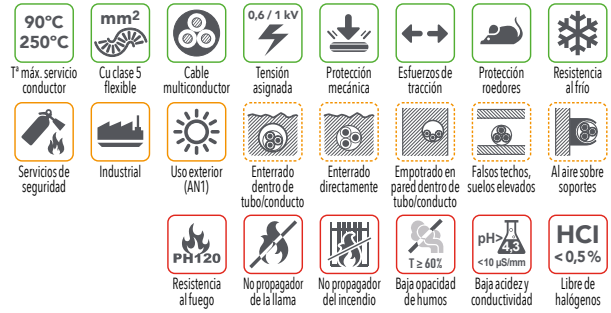 90°C
250°C
mm²
0,6 / 1 kV
Tª máx. servicio
conductor
Cu clase 5
flexible
Cable
multiconductor
Tensión
asignada
Protección
mecánica
Esfuerzos de
tracción
Protección
roedores
Resistencia
al frío
Servicios de
seguridad
Industrial
Uso exterior
(AN1)
Enterrado
dentro de
tubo/conducto
Enterrado
directamente
Empotrado en
pared dentro de
tubo/conducto
Falsos techos,
suelos elevados
Al aire sobre
soportes
PH120
T ≥ 60%
pH>
4,3
<10 µS/mm
HCl
< 0,5 %
Resistencia
al fuego
No propagador
de la llama
No propagador
del incendio
Baja opacidad
de humos
Baja acidez y
conductividad
Libre de
halógenos